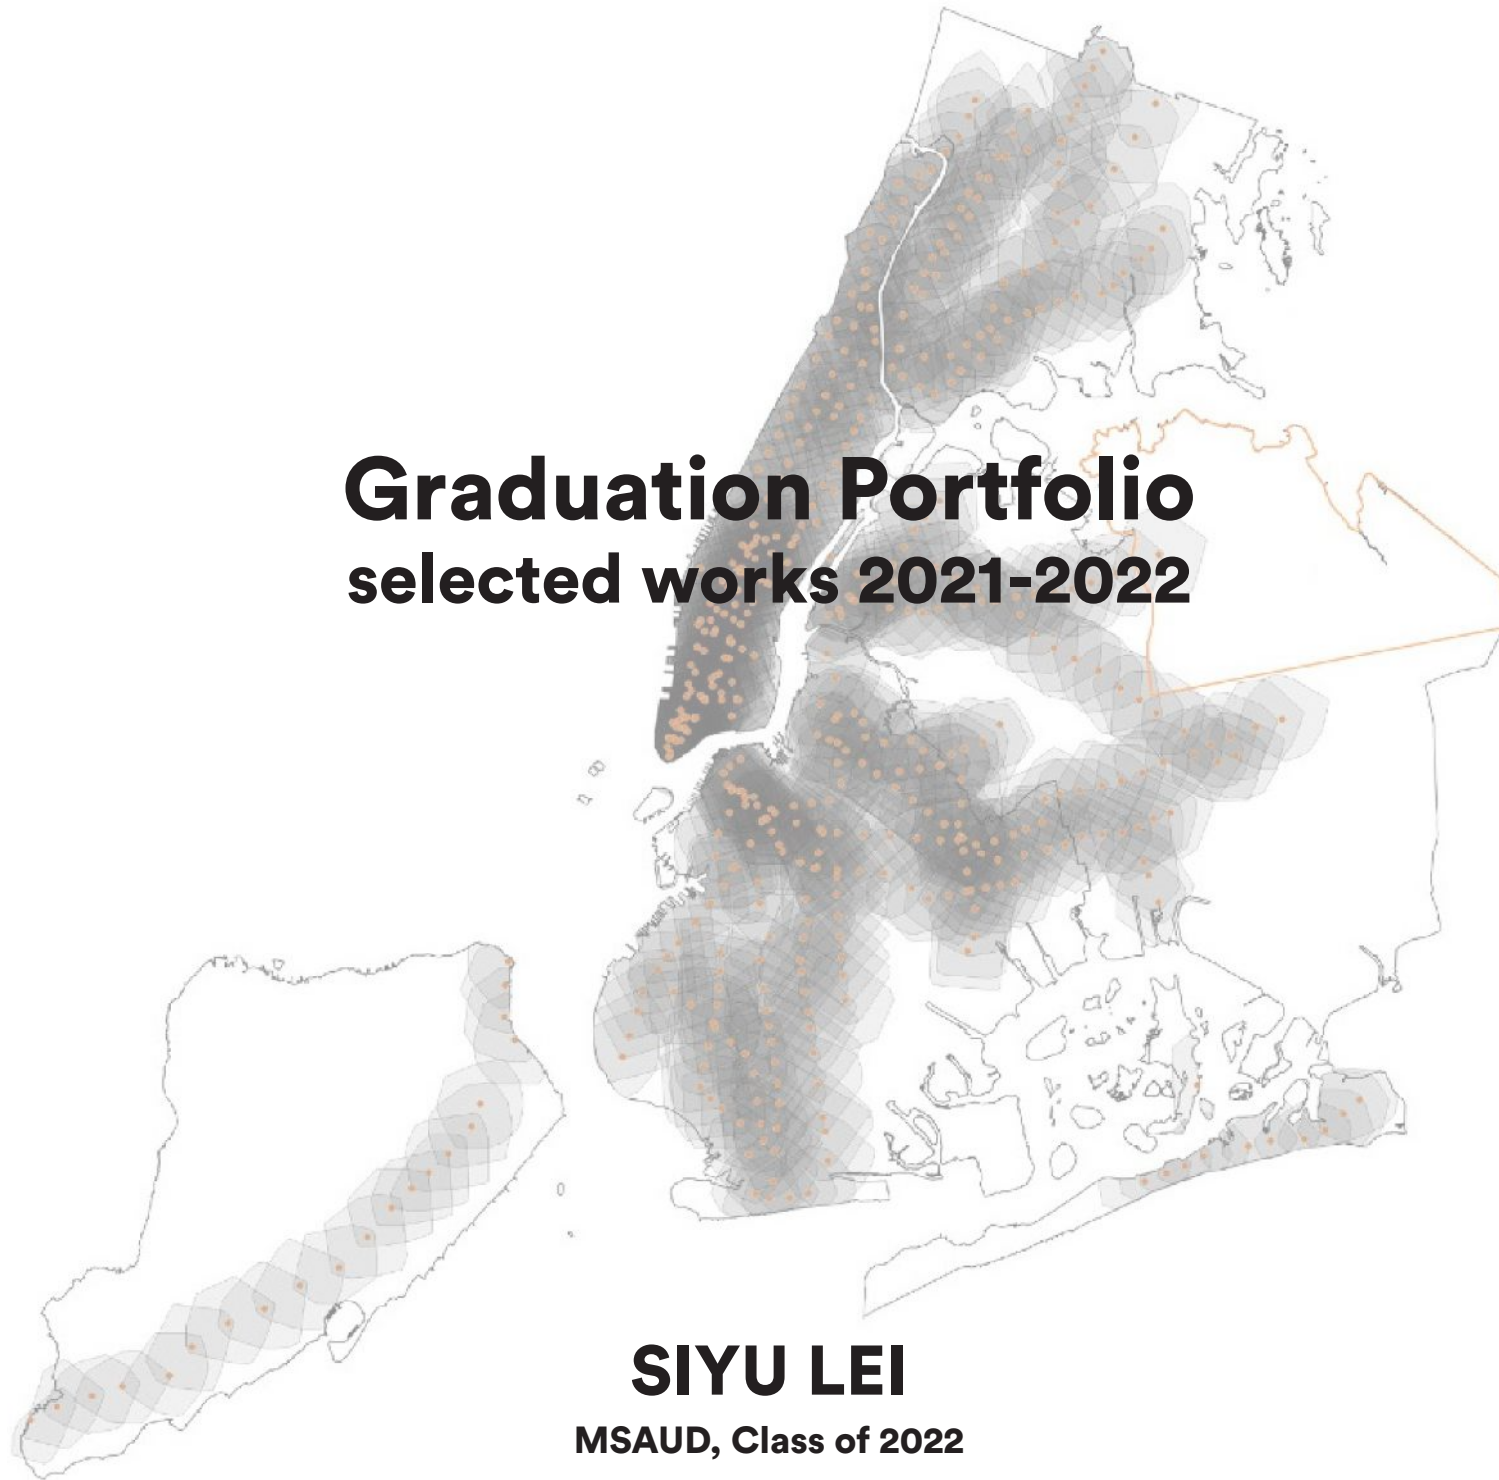 Graduation Portfolio
selected works 2021-2022
SIYU LEI
MSAUD, Class of 2022